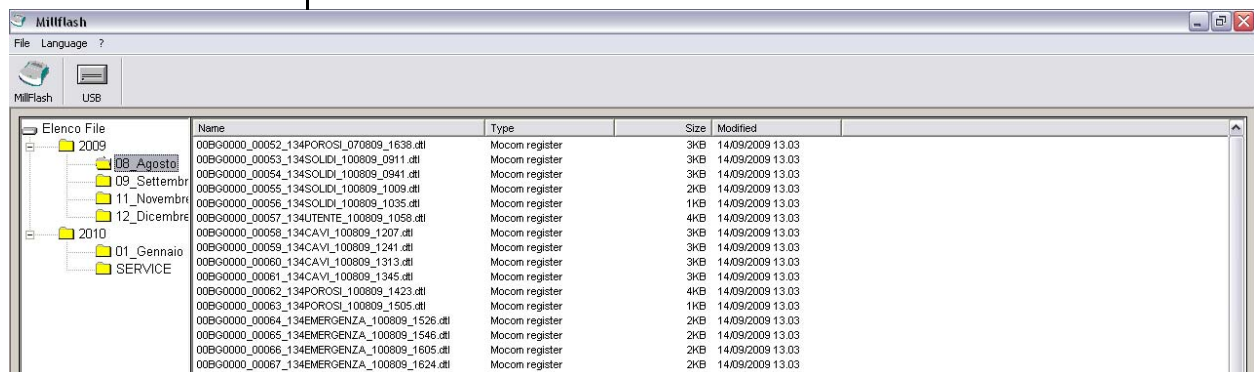 Millflash
File Language ?
MillFlash USB
Elenco File
2009
08_Agosto
09_Settembr
11_Novembre
12_Dicembre
2010
01_Gennaio
SERVICE
Name Type Size Modified
00BG0000_00052_134POROSI_070809_1638.dtl Mocom register 3KB 14/09/2009 13.03
00BG0000_00053_134SOLIDI_100809_0911.dtl Mocom register 3KB 14/09/2009 13.03
00BG0000_00054_134SOLIDI_100809_0941.dtl Mocom register 3KB 14/09/2009 13.03
00BG0000_00055_134SOLIDI_100809_1009.dtl Mocom register 2KB 14/09/2009 13.03
00BG0000_00056_134SOLIDI_100809_1035.dtl Mocom register 1KB 14/09/2009 13.03
00BG0000_00057_134UTENTE_100809_1058.dtl Mocom register 4KB 14/09/2009 13.03
00BG0000_00058_134CAVI_100809_1207.dtl Mocom register 3KB 14/09/2009 13.03
00BG0000_00059_134CAVI_100809_1241.dtl Mocom register 3KB 14/09/2009 13.03
00BG0000_00060_134CAVI_100809_1313.dtl Mocom register 3KB 14/09/2009 13.03
00BG0000_00061_134CAVI_100809_1345.dtl Mocom register 3KB 14/09/2009 13.03
00BG0000_00062_134POROSI_100809_1423.dtl Mocom register 4KB 14/09/2009 13.03
00BG0000_00063_134POROSI_100809_1505.dtl Mocom register 1KB 14/09/2009 13.03
00BG0000_00064_134EMERGENZA_100809_1526.dtl Mocom register 2KB 14/09/2009 13.03
00BG0000_00065_134EMERGENZA_100809_1546.dtl Mocom register 2KB 14/09/2009 13.03
00BG0000_00066_134EMERGENZA_100809_1605.dtl Mocom register 2KB 14/09/2009 13.03
00BG0000_00067_134EMERGENZA_100809_1624.dtl Mocom register 2KB 14/09/2009 13.03